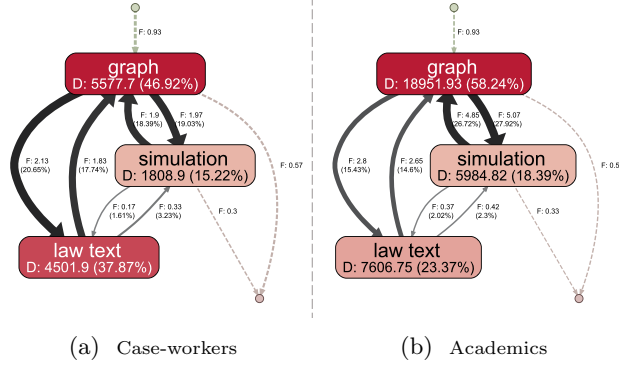 F: 0.93
graph
D: 5577.7 (46.92%)
F: 1.9
(18.39%)
F: 1.97
(19.03%)
F: 2.13
(20.65%)
F: 1.83
(17.74%)
F: 0.57
simulation
D: 1808.9 (15.22%)
F: 0.17
(1.61%)
F: 0.33
(3.23%)
F: 0.3
law text
D: 4501.9 (37.87%)
(a) Case-workers
F: 0.93
graph
D: 18951.93 (58.24%)
F: 4.85
(26.72%)
F: 5.07
(27.92%)
F: 2.8
(15.43%)
F: 2.65
(14.6%)
F: 0.5
simulation
D: 5984.82 (18.39%)
F: 0.37
(2.02%)
F: 0.42
(2.3%)
F: 0.33
law text
D: 7606.75 (23.37%)
(b) Academics